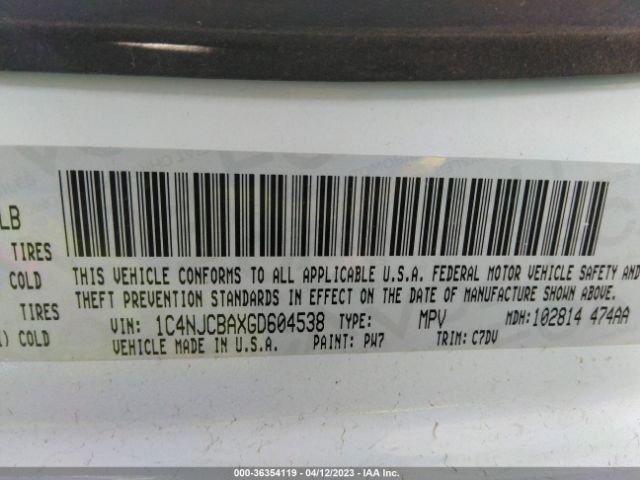 LB
TIRES
COLD THIS VEHICLE CONFORMS TO ALL APPLICABLE U.S.A. FEDERAL MOTOR VEHICLE SAFETY AND
TIRES THEFT PREVENTION STANDARDS IN EFFECT ON THE DATE OF MANUFACTURE SHOWN ABOVE.
) COLD VIN: 1C4NJCBAXGD604538 TYPE: MPV MDH:102814 474AA
VEHICLE MADE IN U.S.A. PAINT: PW7 TRIM: C7DV
000-36354119 - 04/12/2023 - IAA Inc.